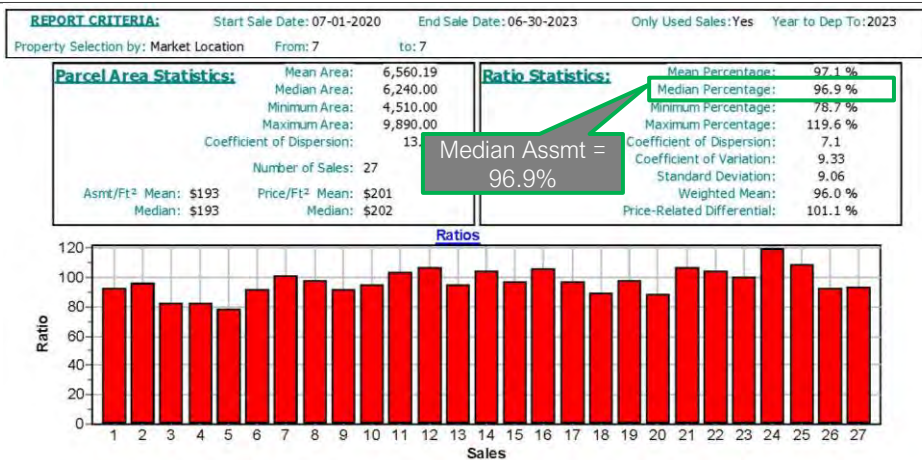 REPORT CRITERIA: Start Sale Date: 07-01-2020 End Sale Date: 06-30-2023 Only Used Sales: Yes Year to Dep To: 2023
Property Selection by: Market Location From: 7 to: 7
Parcel Area Statistics:
Mean Area: 6,560.19
Median Area: 6,240.00
Minimum Area: 4,510.00
Maximum Area: 9,890.00
Coefficient of Dispersion: 13.
Number of Sales: 27
Asmt/Ft² Mean: $193 Price/Ft² Mean: $201
Median: $193 Median: $202
Ratio Statistics:
Mean Percentage: 97.1 %
Median Percentage: 96.9 %
Minimum Percentage: 78.7 %
Maximum Percentage: 119.6 %
Coefficient of Dispersion: 7.1
Coefficient of Variation: 9.33
Standard Deviation: 9.06
Weighted Mean: 96.0 %
Price-Related Differential: 101.1 %
Median Assmt =
96.9%
Ratios
120
100
80
60
40
20
0
Ratio
1 2 3 4 5 6 7 8 9 10 11 12 13 14 15 16 17 18 19 20 21 22 23 24 25 26 27
Sales